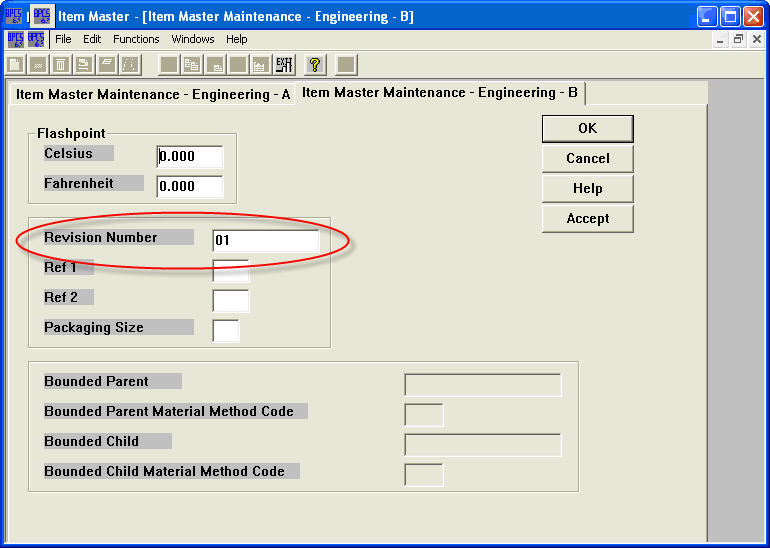 Item Master - [Item Master Maintenance - Engineering - B]
File Edit Functions Windows Help
EXIT ?
Item Master Maintenance - Engineering - A Item Master Maintenance - Engineering - B
Flashpoint
Celsius 0.000
Fahrenheit 0.000
OK
Cancel
Help
Accept
Revision Number 01
Ref 1
Ref 2
Packaging Size
Bounded Parent
Bounded Parent Material Method Code
Bounded Child
Bounded Child Material Method Code